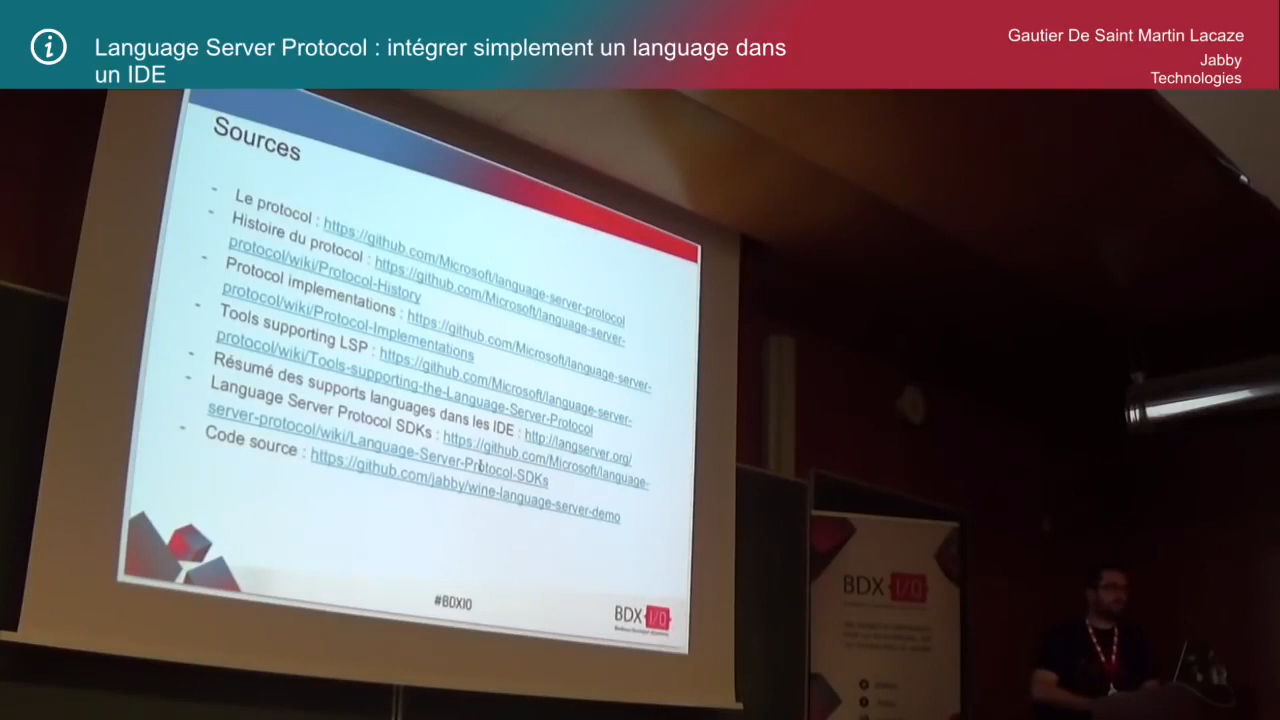 Language Server Protocol : intégrer simplement un language dans
un IDE
Gautier De Saint Martin Lacaze
Jabby
Technologies
Sources
- Le protocol : https://github.com/Microsoft/language-server-protocol
- Histoire du protocol : https://github.com/Microsoft/language-server-
protocol/wiki/Protocol-History
- Protocol implementations : https://github.com/Microsoft/language-server-
protocol/wiki/Protocol-Implementations
- Tools supporting LSP : https://github.com/Microsoft/language-server-
protocol/wiki/Tools-supporting-the-Language-Server-Protocol
- Résumé des supports languages dans les IDE : http://langserver.org/
- Language Server Protocol SDKs : https://github.com/Microsoft/language-
server-protocol/wiki/Language-Server-Protocol-SDKs
- Code source : https://github.com/jabby/wine-language-server-demo
#BDXIO
BDX I/O
BDX I/O